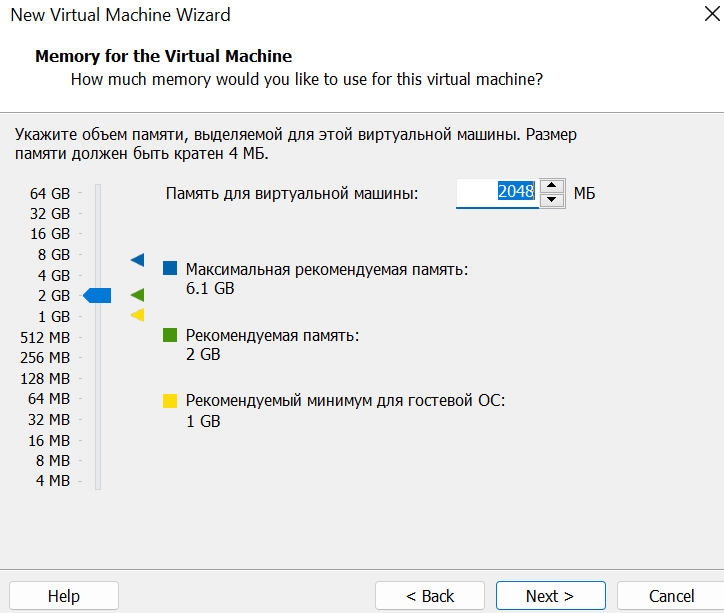 New Virtual Machine Wizard
Memory for the Virtual Machine
How much memory would you like to use for this virtual machine?
Укажите объем памяти, выделяемой для этой виртуальной машины. Размер
памяти должен быть кратен 4 МБ.
64 GB
32 GB
16 GB
8 GB
4 GB
2 GB
1 GB
512 MB
256 MB
128 MB
64 MB
32 MB
16 MB
8 MB
4 MB
Память для виртуальной машины: 2048 МБ
Максимальная рекомендуемая память:
6.1 GB
Рекомендуемая память:
2 GB
Рекомендуемый минимум для гостевой ОС:
1 GB
Help
< Back
Next >
Cancel